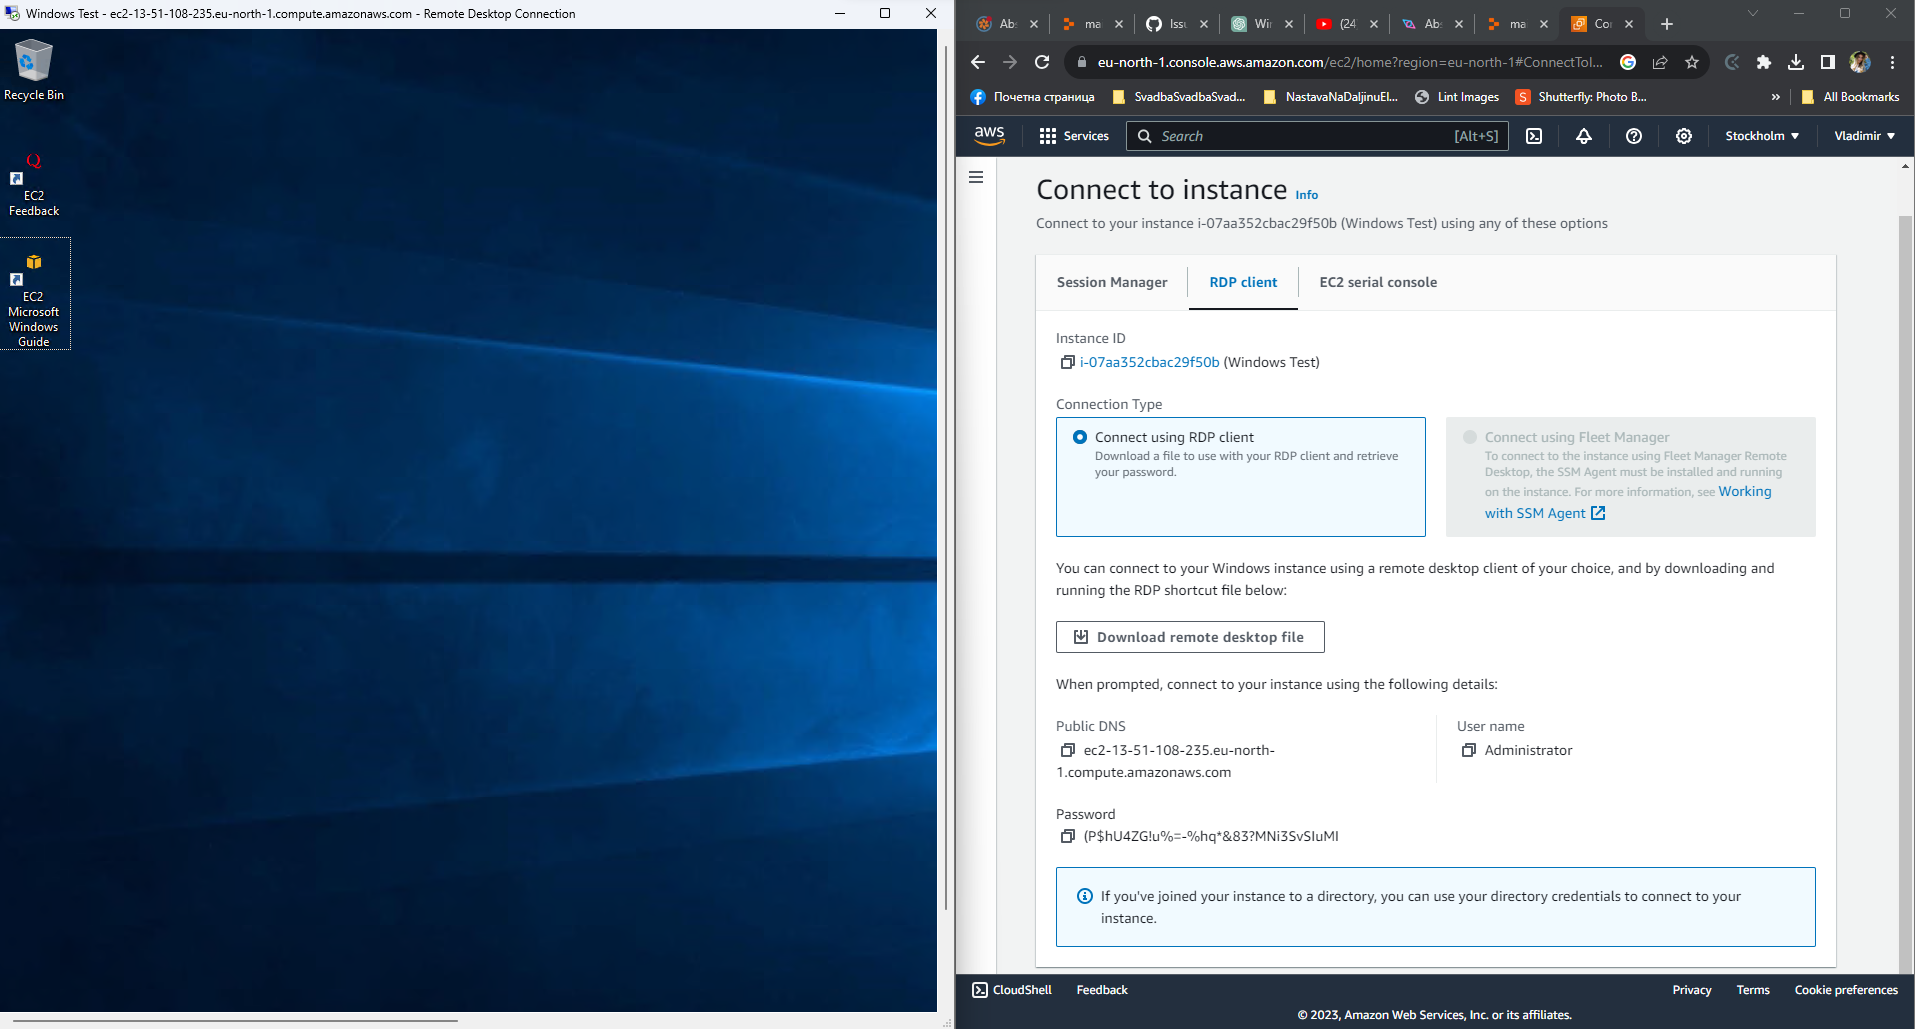 Windows Test - ec2-13-51-108-235.eu-north-1.compute.amazonaws.com - Remote Desktop Connection
Recycle Bin
EC2
Feedback
EC2
Microsoft
Windows
Guide
Ab
ma
Issu
Wi
(24
Ab
ma
Co
eu-north-1.console.aws.amazon.com/ec2/home?region=eu-north-1#ConnectToI...
Почетна страница
SvadbaSvadbaSvad...
NastavaNaDaljinuEl...
Lint Images
Shutterfly: Photo B...
»
All Bookmarks
aws
Services
Search
[Alt+S]
Stockholm
Vladimir
Connect to instance Info
Connect to your instance i-07aa352cbac29f50b (Windows Test) using any of these options
Session Manager
RDP client
EC2 serial console
Instance ID
i-07aa352cbac29f50b (Windows Test)
Connection Type
Connect using RDP client
Download a file to use with your RDP client and retrieve
your password.
Connect using Fleet Manager
To connect to the instance using Fleet Manager Remote
Desktop, the SSM Agent must be installed and running
on the instance. For more information, see Working
with SSM Agent
You can connect to your Windows instance using a remote desktop client of your choice, and by downloading and
running the RDP shortcut file below:
Download remote desktop file
When prompted, connect to your instance using the following details:
Public DNS
ec2-13-51-108-235.eu-north-
1.compute.amazonaws.com
User name
Administrator
Password
(P$hU4ZG!u%=-%hq*&83?MNi3SvSIuMI
If you've joined your instance to a directory, you can use your directory credentials to connect to your
instance.
CloudShell
Feedback
Privacy
Terms
Cookie preferences
© 2023, Amazon Web Services, Inc. or its affiliates.